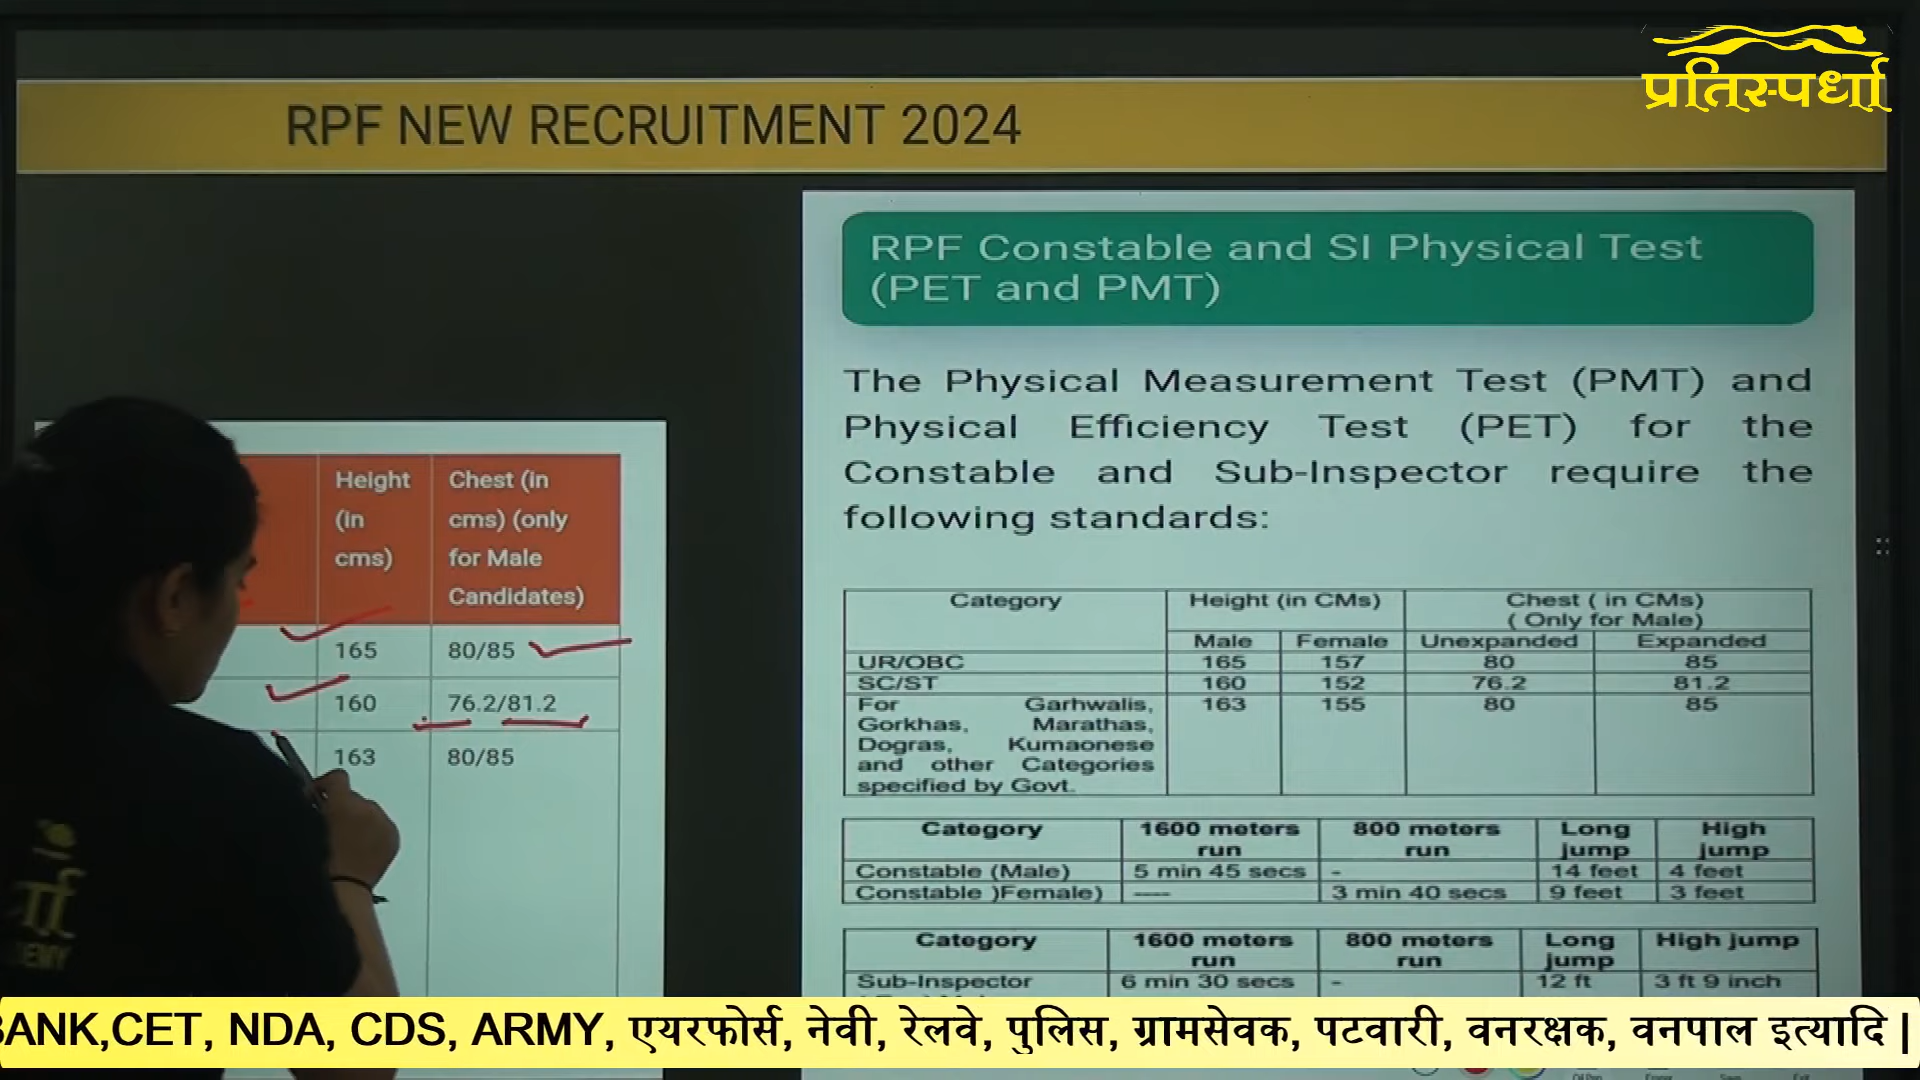 प्रतिस्पर्धा
RPF NEW RECRUITMENT 2024
RPF Constable and SI Physical Test
(PET and PMT)
The Physical Measurement Test (PMT) and
Physical Efficiency Test (PET) for the
Constable and Sub-Inspector require the
following standards:
Height (in cms) Chest (in cms) (only for Male Candidates)
165 80/85
160 76.2/81.2
163 80/85
Category Height (in CMs) Chest ( in CMs) ( Only for Male)
Male Female Unexpanded Expanded
UR/OBC 165 157 80 85
SC/ST 160 152 76.2 81.2
For Garhwalis, 163 155 80 85
Gorkhas, Marathas,
Dogras, Kumaonese
and other Categories
specified by Govt.
Category 1600 meters run 800 meters run Long jump High jump
Constable (Male) 5 min 45 secs - 14 feet 4 feet
Constable )Female) ---- 3 min 40 secs 9 feet 3 feet
Category 1600 meters run 800 meters run Long jump High jump
Sub-Inspector 6 min 30 secs - 12 ft 3 ft 9 inch
BANK,CET, NDA, CDS, ARMY, एयरफोर्स, नेवी, रेलवे, पुलिस, ग्रामसेवक, पटवारी, वनरक्षक, वनपाल इत्यादि |